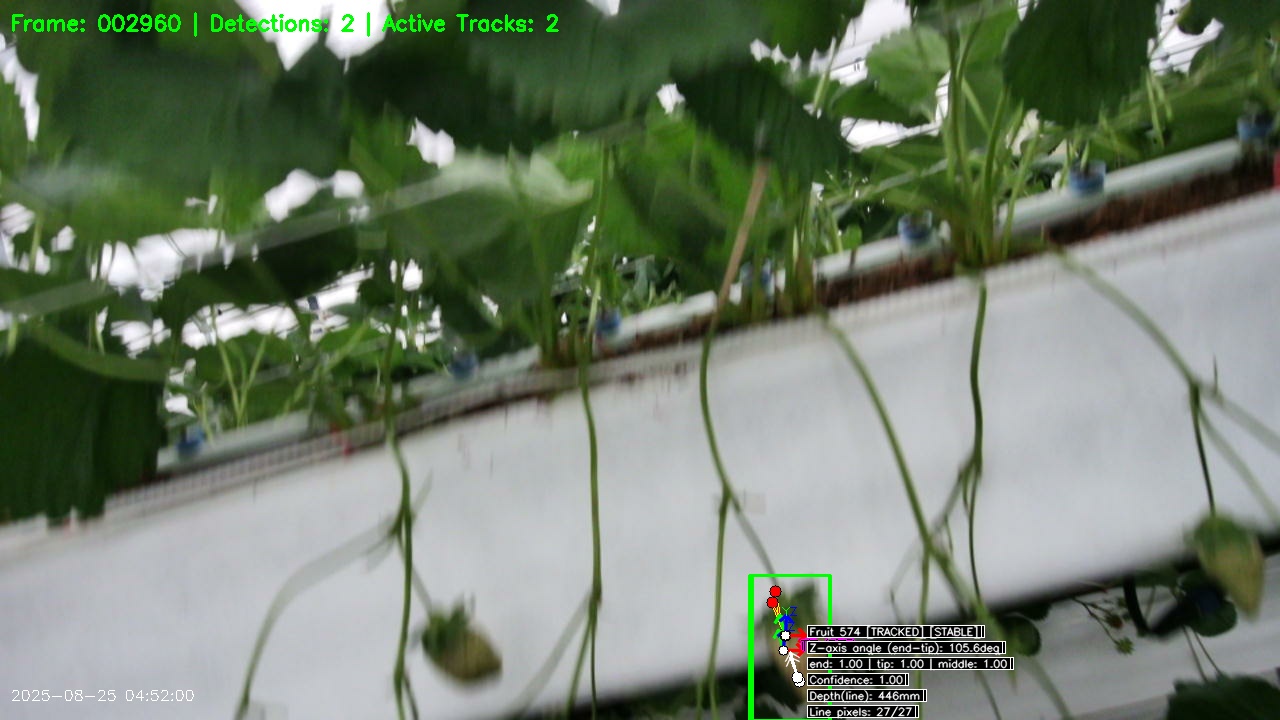 Frame: 002960 | Detections: 2 | Active Tracks: 2
Fruit 574 [TRACKED] [STABLE]
Z-axis angle (end-tip): 105.6deg
end: 1.00 | tip: 1.00 | middle: 1.00
Confidence: 1.00
Depth(line): 446mm
Line pixels: 27/27
2025-08-25 04:52:00